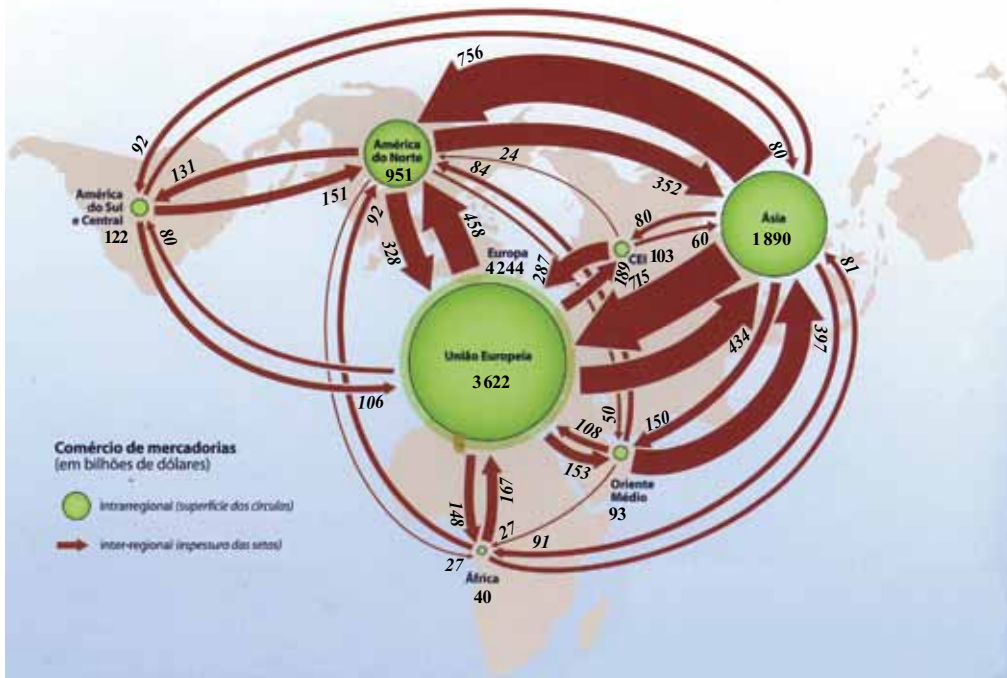 756
92
131
América
do Norte
951
24
84
80
América
do Sul
e Central
122
151
151
92
352
80
Ásia
1 890
80
328
458
Europa
4 244
287
CEI
103
60
189
715
81
União Europeia
3 622
434
397
106
50
150
108
153
Comércio de mercadorias
(em bilhões de dólares)
Oriente
Médio
93
intrarregional (superfície dos círculos)
148
167
inter-regional (espessura das setas)
27
91
27
África
40